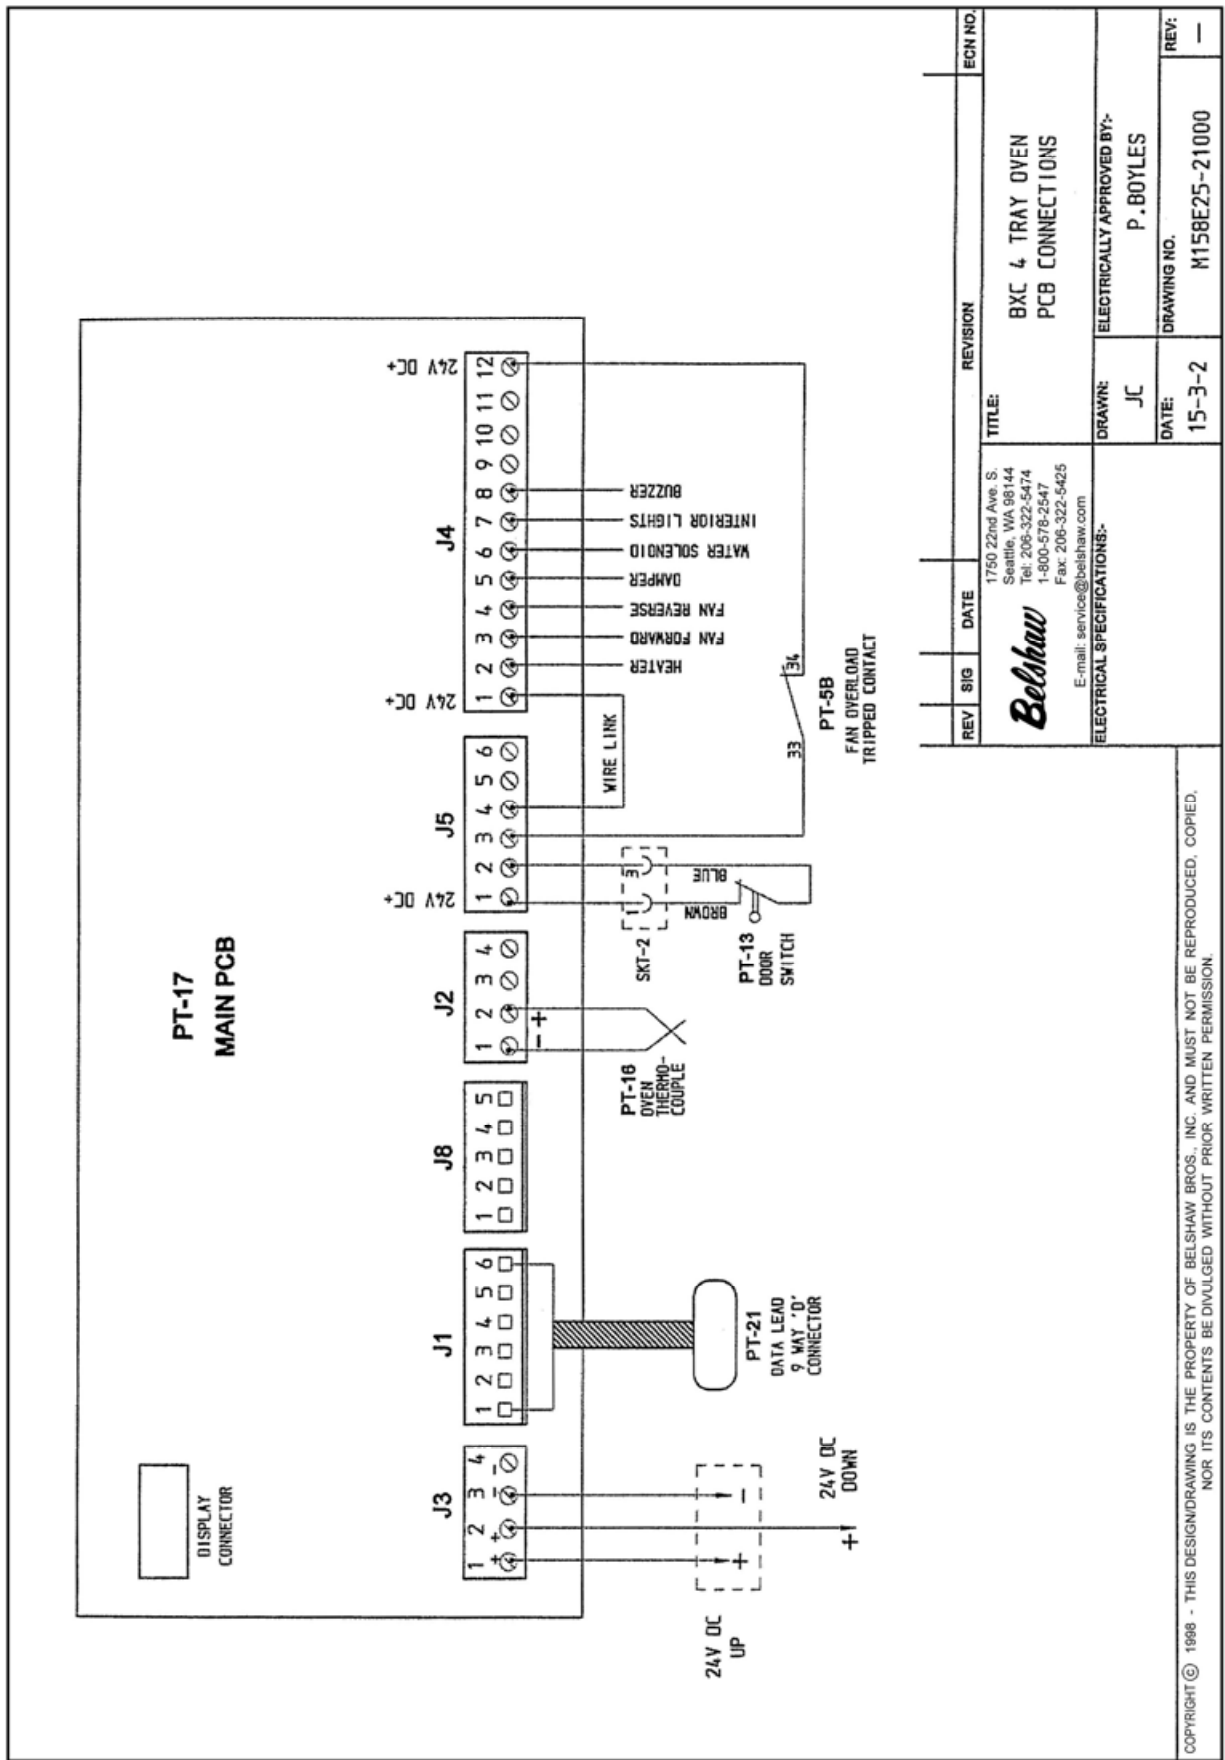 PT-17
MAIN PCB
DISPLAY
CONNECTOR
J3
1 2 3 4
+ + - -
J1
1 2 3 4 5 6
J8
1 2 3 4 5
J2
1 2 3 4
- +
J5
24V DC+
1 2 3 4 5 6
J4
24V DC+
24V DC+
1 2 3 4 5 6 7 8 9 10 11 12
24V DC
UP
+ -
24V DC
DOWN
+
PT-21
DATA LEAD
9 WAY 'D'
CONNECTOR
PT-16
OVEN
THERMO-
COUPLE
SKT-2
1 3
BROWN
BLUE
PT-13
DOOR
SWITCH
WIRE LINK
HEATER
FAN FORWARD
FAN REVERSE
DAMPER
WATER SOLENOID
INTERIOR LIGHTS
BUZZER
33 34
PT-5B
FAN OVERLOAD
TRIPPED CONTACT
REV SIG DATE REVISION ECN NO.
Belshaw
1750 22nd Ave. S.
Seattle, WA 98144
Tel: 206-322-5474
1-800-578-2547
Fax: 206-322-5425
E-mail: service@belshaw.com
TITLE:
BXC 4 TRAY OVEN
PCB CONNECTIONS
ELECTRICAL SPECIFICATIONS:-
DRAWN:
JC
ELECTRICALLY APPROVED BY:-
P.BOYLES
DATE:
15-3-2
DRAWING NO.
M158E25-21000
REV:
—
COPYRIGHT © 1998 - THIS DESIGN/DRAWING IS THE PROPERTY OF BELSHAW BROS., INC. AND MUST NOT BE REPRODUCED, COPIED,
NOR ITS CONTENTS BE DIVULGED WITHOUT PRIOR WRITTEN PERMISSION.